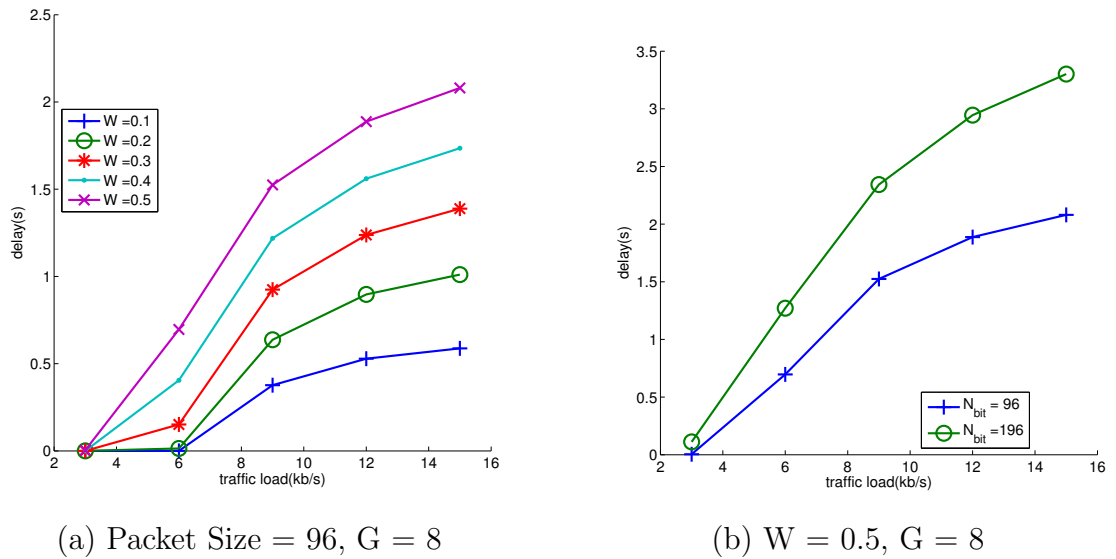 2.5
2
1.5
1
0.5
0
delay(s)
W =0.1
W =0.2
W =0.3
W =0.4
W =0.5
2 4 6 8 10 12 14 16
traffic load(kb/s)
(a) Packet Size = 96, G = 8
3.5
3
2.5
2
1.5
1
0.5
0
delay(s)
N_bit = 96
N_bit =196
2 4 6 8 10 12 14 16
traffic load(kb/s)
(b) W = 0.5, G = 8